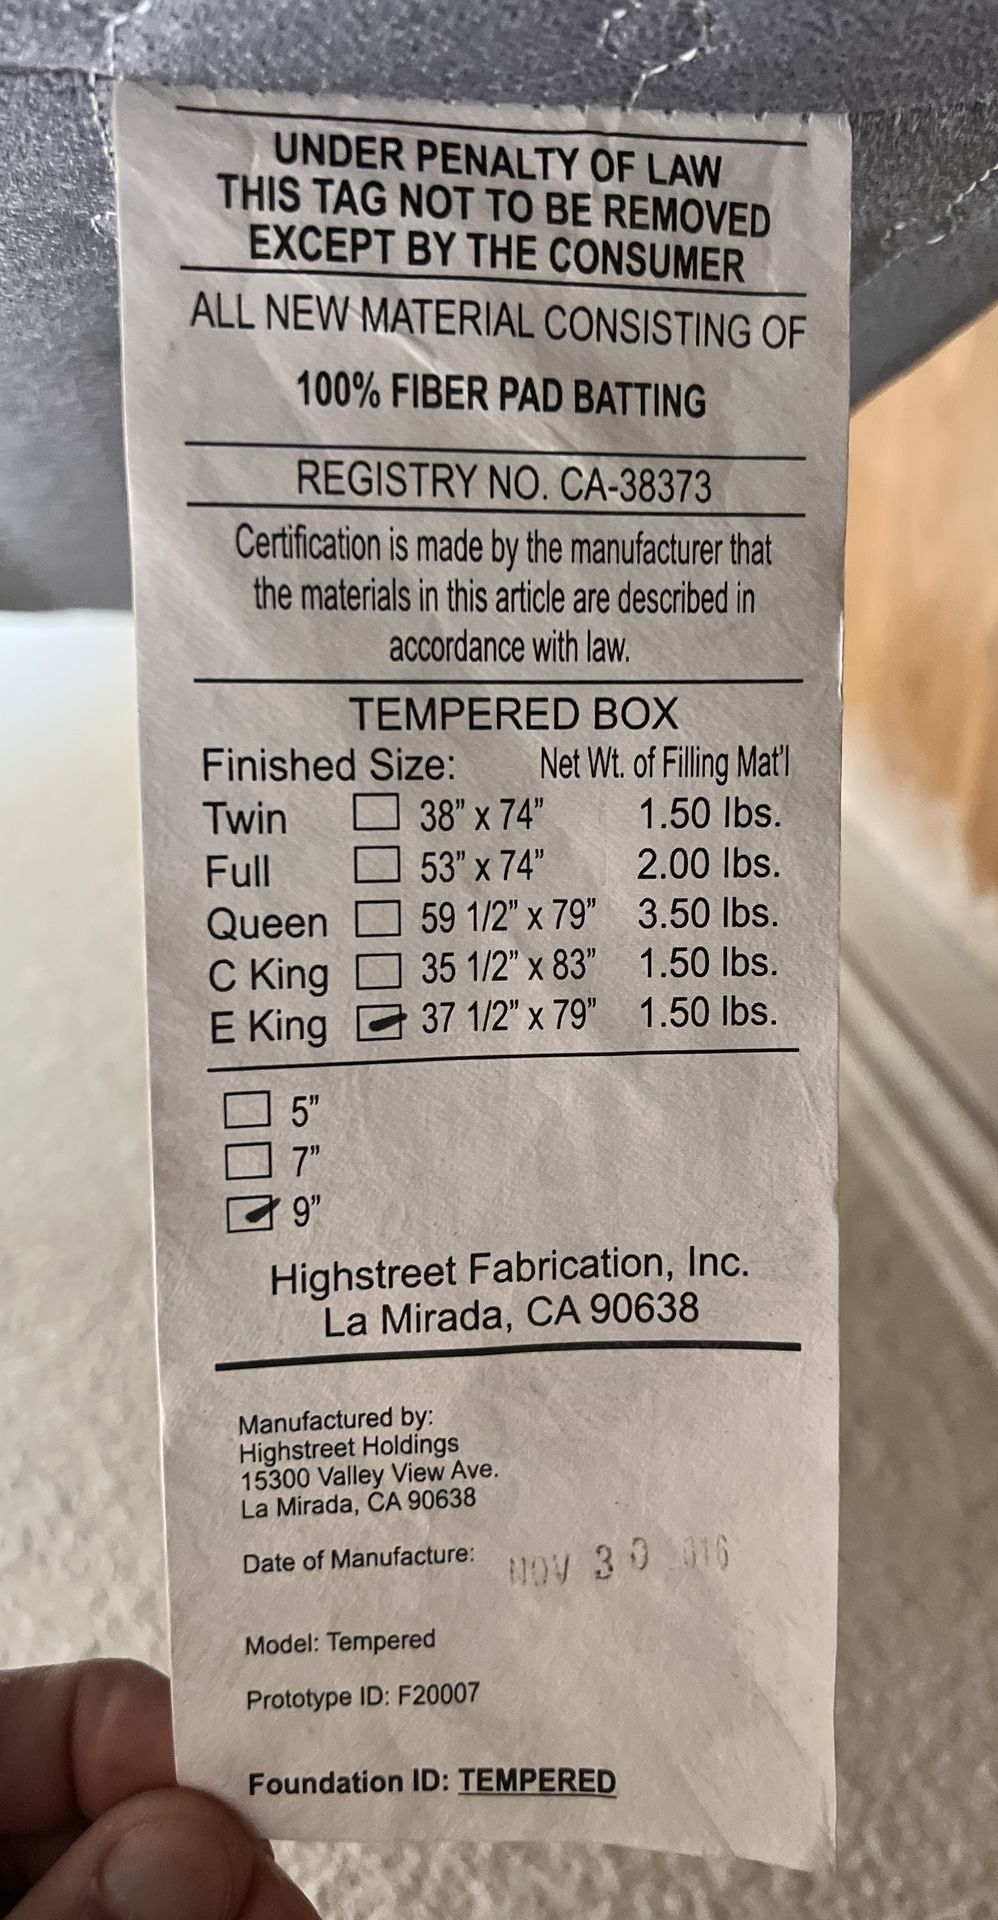 UNDER PENALTY OF LAW
THIS TAG NOT TO BE REMOVED
EXCEPT BY THE CONSUMER
ALL NEW MATERIAL CONSISTING OF
100% FIBER PAD BATTING
REGISTRY NO. CA-38373
Certification is made by the manufacturer that
the materials in this article are described in
accordance with law.
TEMPERED BOX
Finished Size: Net Wt. of Filling Mat'l
Twin 38" x 74" 1.50 lbs.
Full 53" x 74" 2.00 lbs.
Queen 59 1/2" x 79" 3.50 lbs.
C King 35 1/2" x 83" 1.50 lbs.
E King 37 1/2" x 79" 1.50 lbs.
5"
7"
9"
Highstreet Fabrication, Inc.
La Mirada, CA 90638
Manufactured by:
Highstreet Holdings
15300 Valley View Ave.
La Mirada, CA 90638
Date of Manufacture: NOV 30
Model: Tempered
Prototype ID: F20007
Foundation ID: TEMPERED